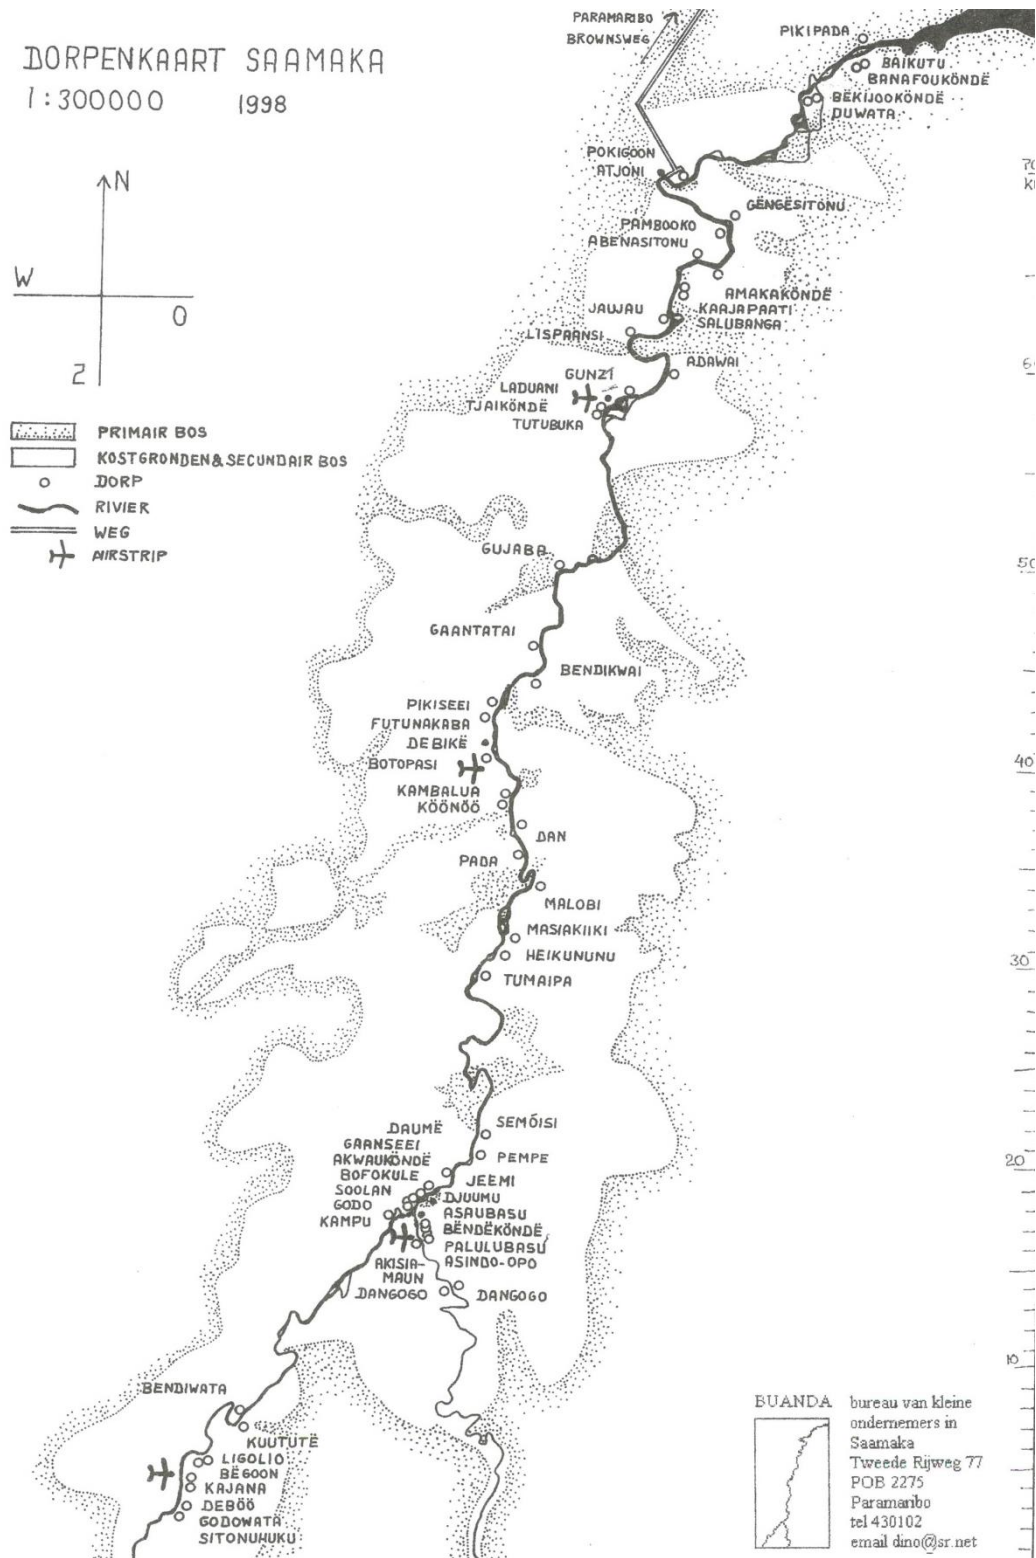 DORPENKAART SAAMAKA
1:300000 1998
N
W
O
Z
PRIMAIR BOS
KOSTGRONDEN & SECUNDAIR BOS
DORP
RIVIER
WEG
AIRSTRIP
PARAMARIBO
BROWNSWEG
PIKIPADA
BAIKUTU
BANAFOUKÖNDË
BËKIJOOKÖNDË
DUWATA
POKIGOON
ATJONI
GËNGËSITONU
PAMBOOKO
ABENASITONU
AMAKAKÖNDË
KAAJAPAATI
SALUBANGA
JAWJAU
LISPAANSI
ADAWAI
GUNZI
LADUANI
TJAIKÖNDË
TUTUBUKA
GUJABA
GAANTATAI
BENDIKWAI
PIKISEEI
FUTUNAKABA
DEBIKË
BOTOPASI
KAMBALUA
KÖÖNÖÖ
DAN
PADA
MALOBI
MASIAKIIKI
HEIKUNUNU
TUMAIPA
SEMÓISI
PEMPE
DAUMË
GAANSEEI
AKWAUKÖNDË
BOFOKULE
SOOLAN
GODO
KAMPU
JEEMI
DJUUMU
ASAUBASU
BËNDËKÖNDË
PALULUBASU
ASINDO-OPO
AKISIA-
MAUN
DANGOGO
DANGOGO
BENDIWATA
KUUTUTË
LIGOLIO
BËGOON
KAJANA
DEBÖÖ
GODOWATA
SITONUHUKU
70
60
50
40
30
20
10
BUANDA
bureau van kleine
ondernemers in
Saamaka
Tweede Rijweg 77
POB 2275
Paramaribo
tel 430102
email dino@sr.net